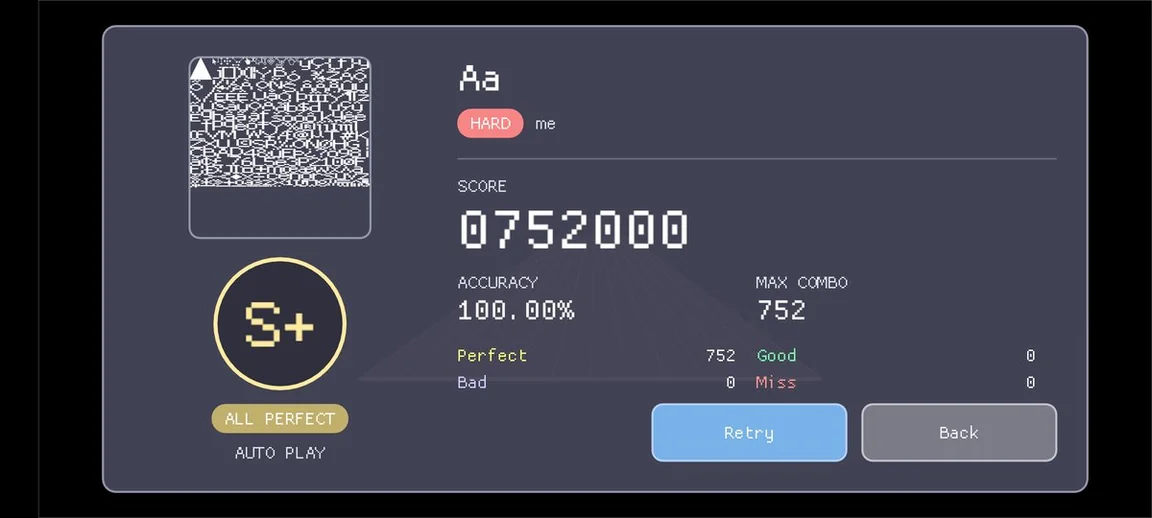 Aa
HARD me
SCORE
0752000
ACCURACY
100.00%
MAX COMBO
752
Perfect 752
Good 0
Bad 0
Miss 0
S+
ALL PERFECT
AUTO PLAY
Retry
Back